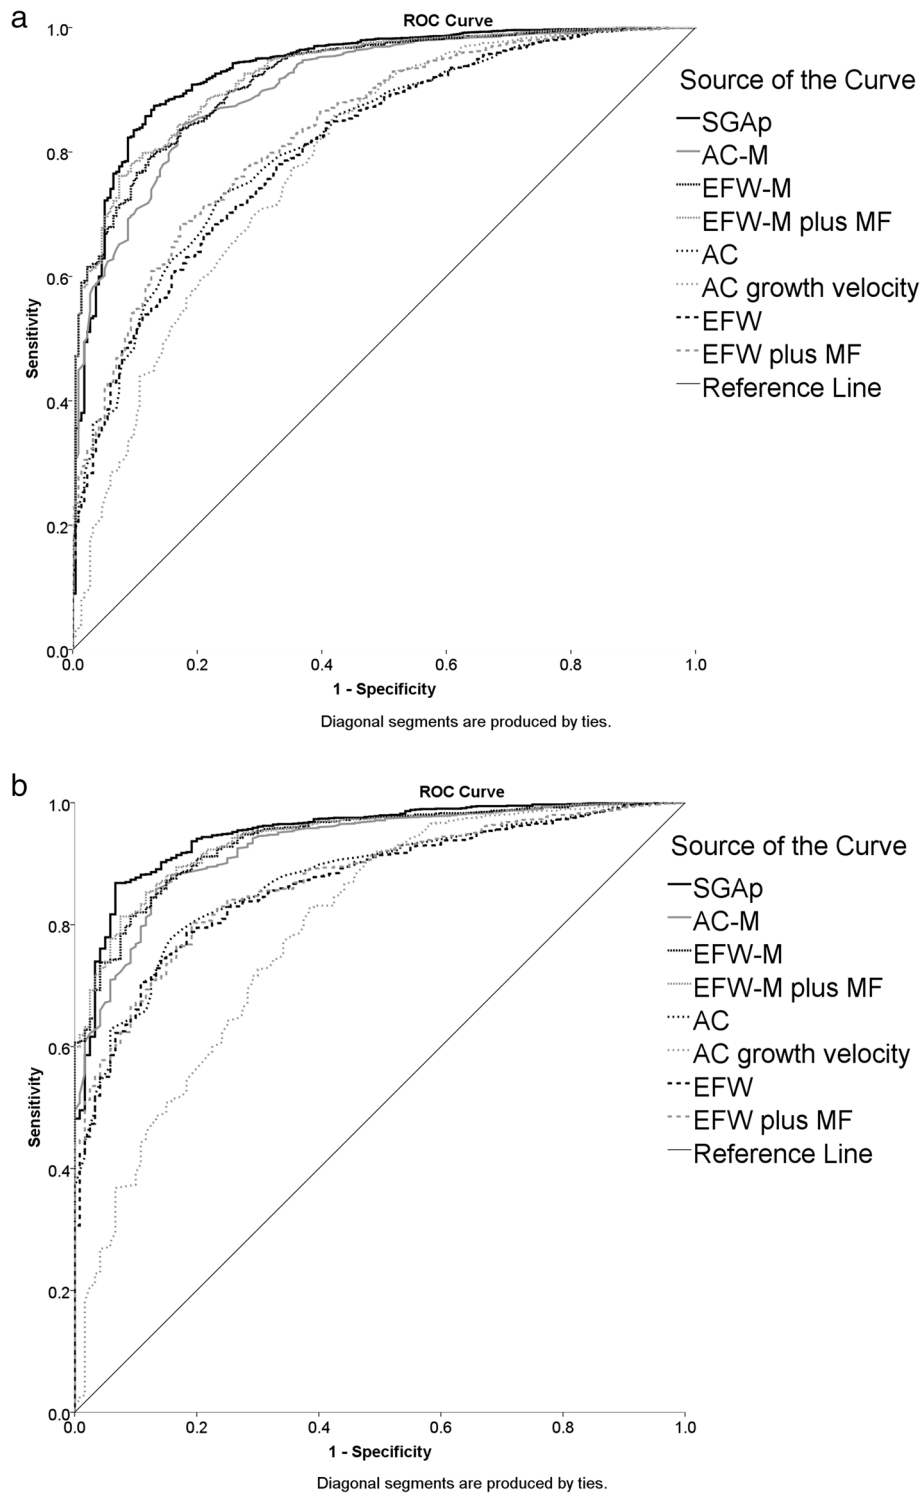 a
ROC Curve
1.0
0.8
0.6
0.4
0.2
0.0
Sensitivity
0.0 0.2 0.4 0.6 0.8 1.0
1 - Specificity
Diagonal segments are produced by ties.
Source of the Curve
SGAp
AC-M
EFW-M
EFW-M plus MF
AC
AC growth velocity
EFW
EFW plus MF
Reference Line
b
ROC Curve
1.0
0.8
0.6
0.4
0.2
0.0
Sensitivity
0.0 0.2 0.4 0.6 0.8 1.0
1 - Specificity
Diagonal segments are produced by ties.
Source of the Curve
SGAp
AC-M
EFW-M
EFW-M plus MF
AC
AC growth velocity
EFW
EFW plus MF
Reference Line